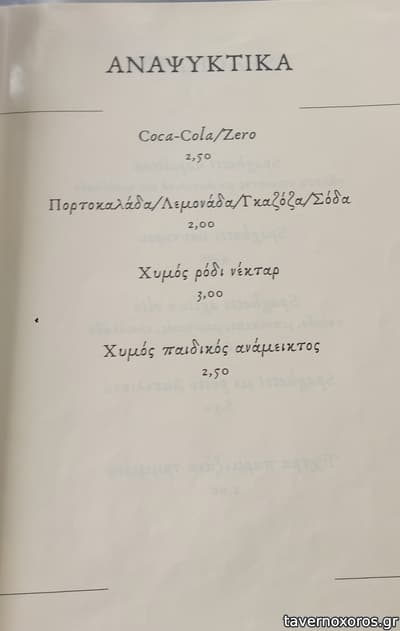 ΑΝΑΨΥΚΤΙΚΑ
Coca-Cola/Zero
2,50
Πορτοκαλάδα/Λεμονάδα/Γκαζόζα/Σόδα
2,00
Χυμός ρόδι νέκταρ
3,00
Χυμός παιδικός ανάμεικτος
2,50
tavernoxoros.gr